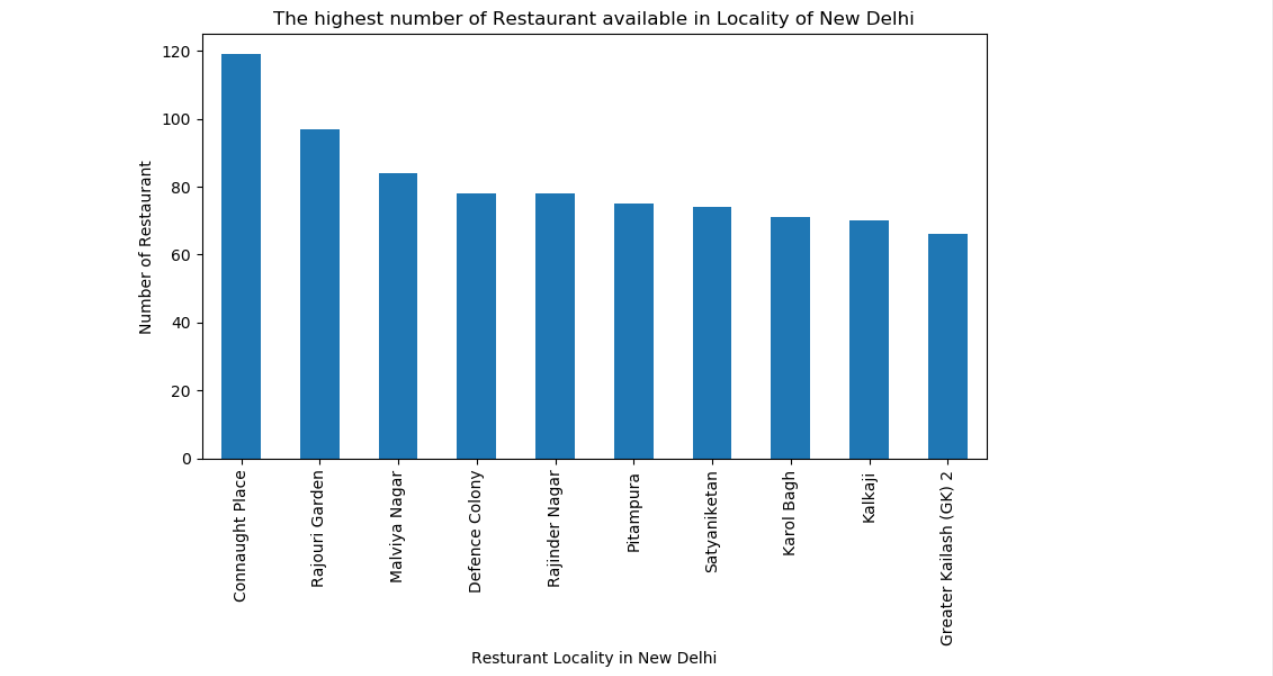 The highest number of Restaurant available in Locality of New Delhi
120
100
80
60
40
20
0
Number of Restaurant
Connaught Place
Rajouri Garden
Malviya Nagar
Defence Colony
Rajinder Nagar
Pitampura
Satyaniketan
Karol Bagh
Kalkaji
Greater Kailash (GK) 2
Resturant Locality in New Delhi